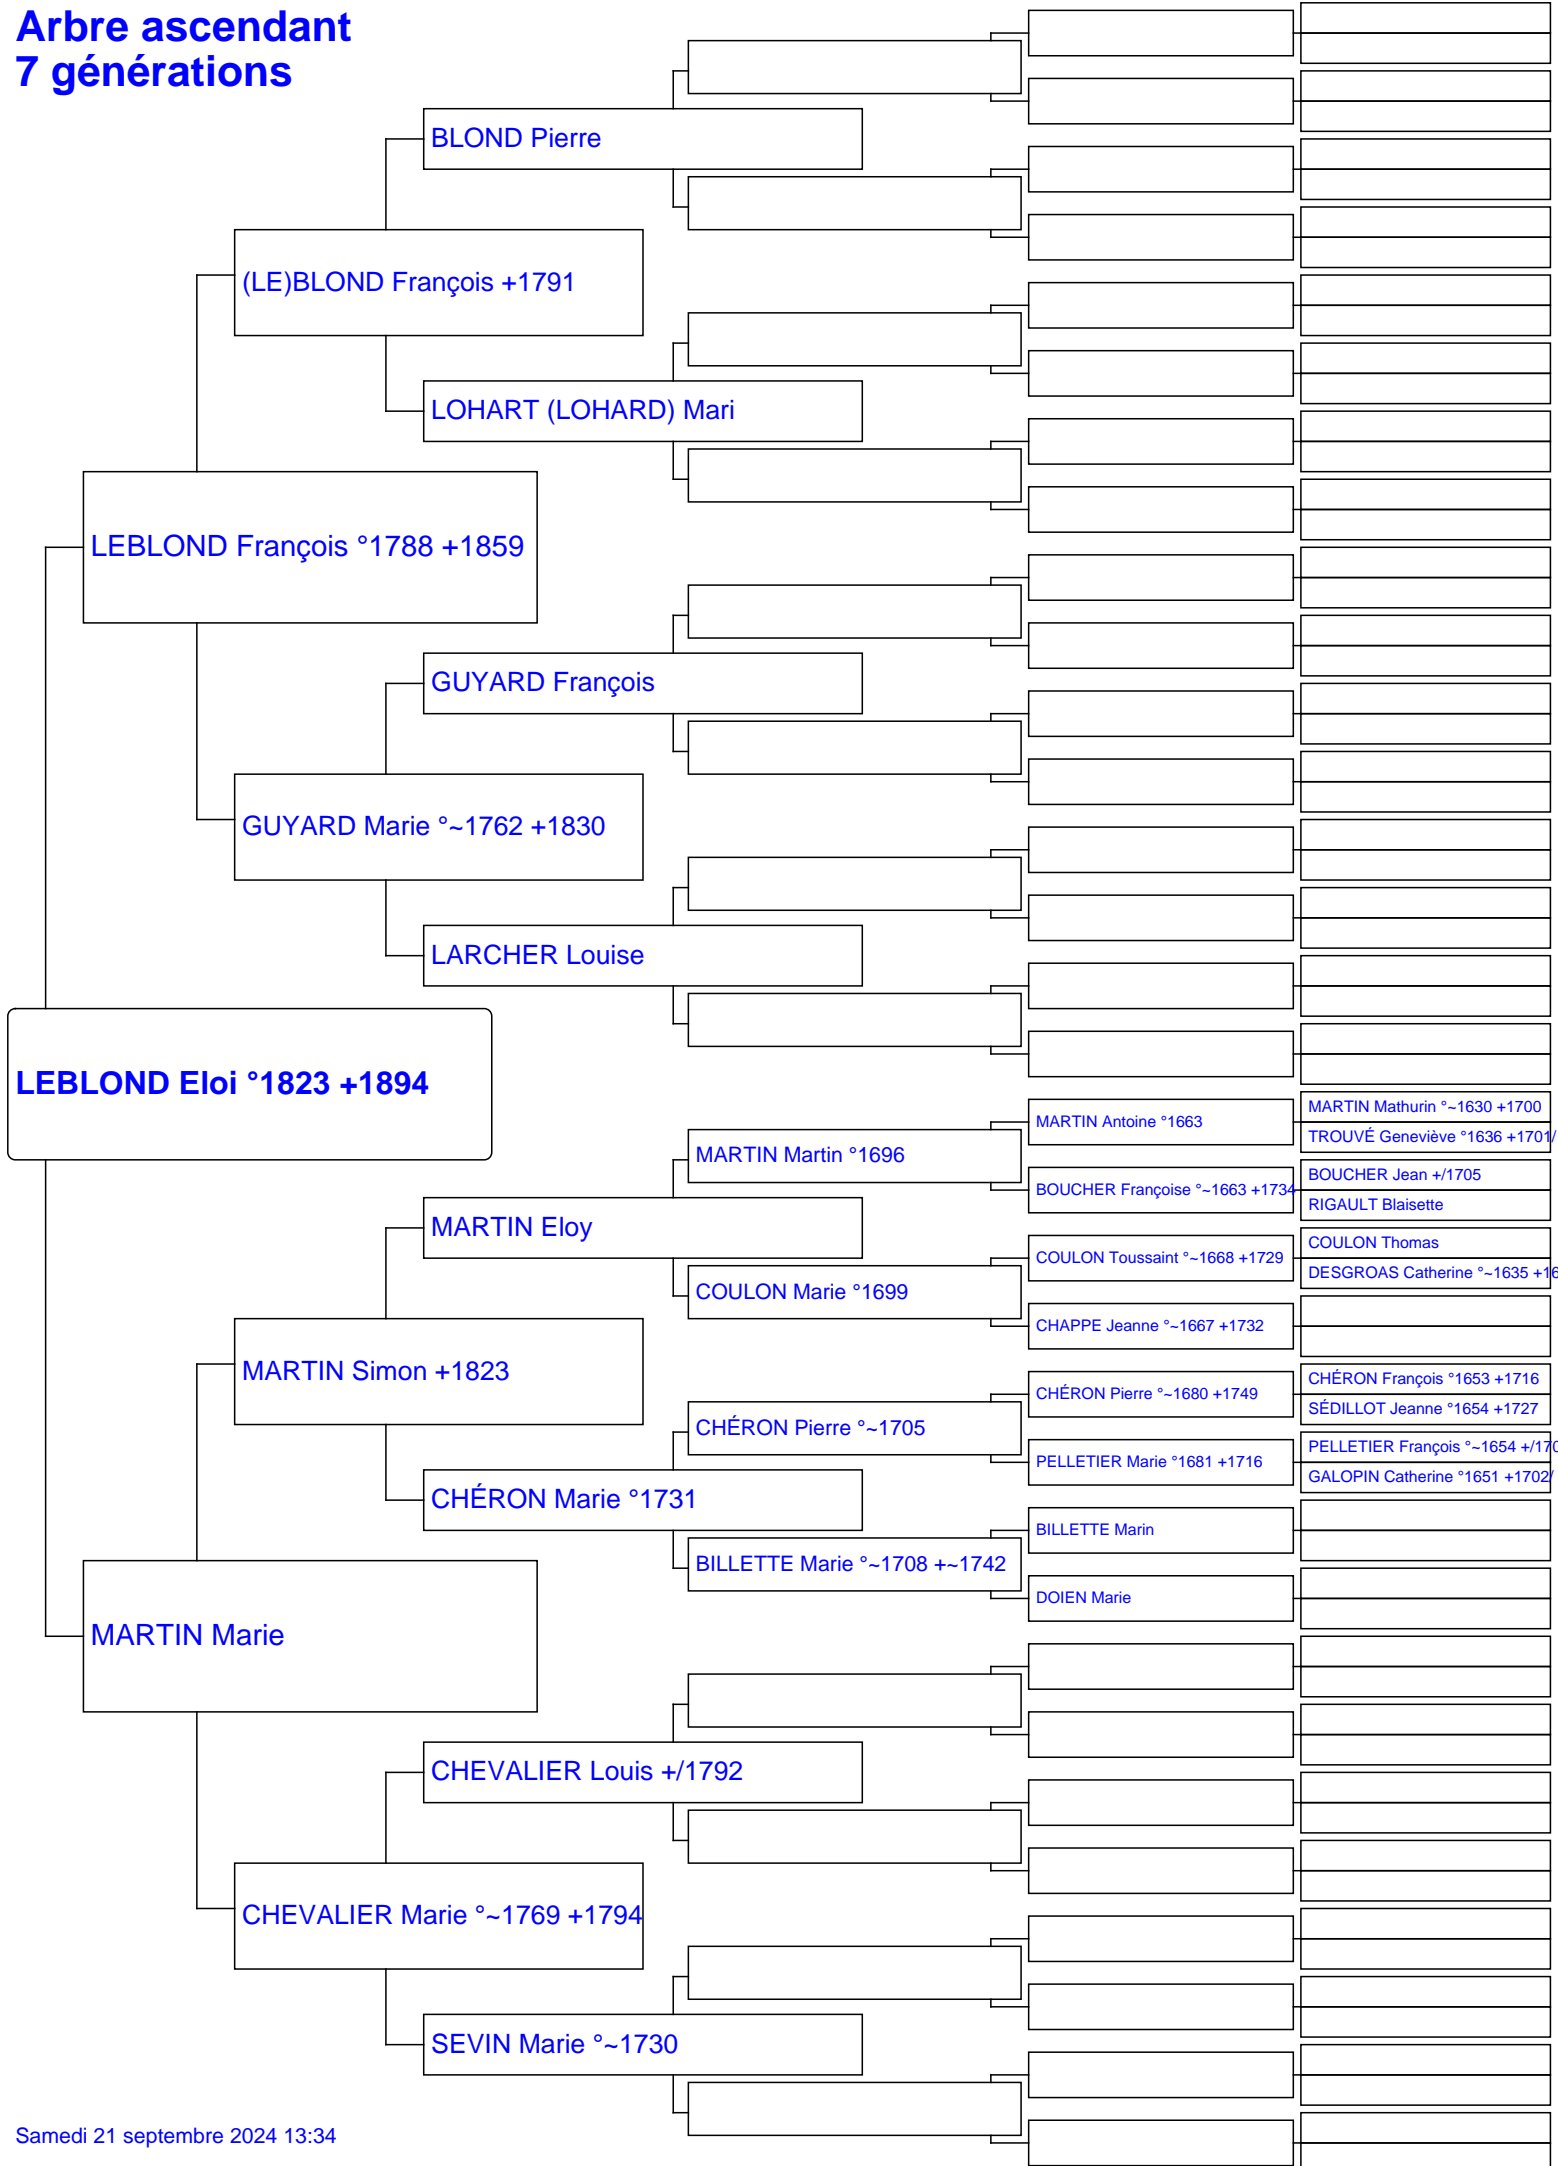 Arbre ascendant
7 générations
BLOND Pierre
(LE)BLOND François +1791
LOHART (LOHARD) Mari
LEBLOND François °1788 +1859
GUYARD François
GUYARD Marie °~1762 +1830
LARCHER Louise
LEBLOND Eloi °1823 +1894
MARTIN Mathurin °~1630 +1700
MARTIN Antoine °1663
TROUVÉ Geneviève °1636 +1701/
MARTIN Martin °1696
BOUCHER Jean +/1705
BOUCHER Françoise °~1663 +1734
RIGAULT Blaisette
MARTIN Eloy
COULON Thomas
COULON Toussaint °~1668 +1729
DESGROAS Catherine °~1635 +16
COULON Marie °1699
CHAPPE Jeanne °~1667 +1732
MARTIN Simon +1823
CHÉRON François °1653 +1716
CHÉRON Pierre °~1680 +1749
SÉDILLOT Jeanne °1654 +1727
CHÉRON Pierre °~1705
PELLETIER François °~1654 +/170
PELLETIER Marie °1681 +1716
GALOPIN Catherine °1651 +1702/
CHÉRON Marie °1731
BILLETTE Marin
BILLETTE Marie °~1708 +~1742
DOIEN Marie
MARTIN Marie
CHEVALIER Louis +/1792
CHEVALIER Marie °~1769 +1794
SEVIN Marie °~1730
Samedi 21 septembre 2024 13:34